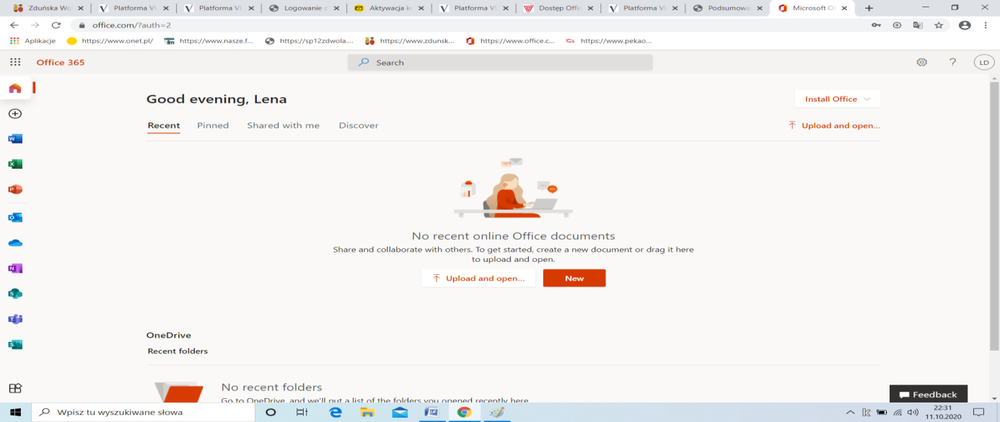 Zduńska Wo
Platforma VU
Platforma VU
Logowanie d
Aktywacja ko
Platforma VU
Dostęp Offic
Platforma VU
Podsumowa
Microsoft Of
office.com/?auth=2
Aplikacje
https://www.onet.pl/
https://www.nasze.f...
https://sp12zdwola....
https://www.zdunsk...
https://www.office.c...
https://www.pekao...
Office 365
Search
?
LD
Good evening, Lena
Install Office
Recent
Pinned
Shared with me
Discover
Upload and open...
No recent online Office documents
Share and collaborate with others. To get started, create a new document or drag it here
to upload and open.
Upload and open...
New
OneDrive
Recent folders
No recent folders
Go to OneDrive, and we'll put a list of the folders you opened recently here.
Feedback
Wpisz tu wyszukiwane słowa
22:31
11.10.2020